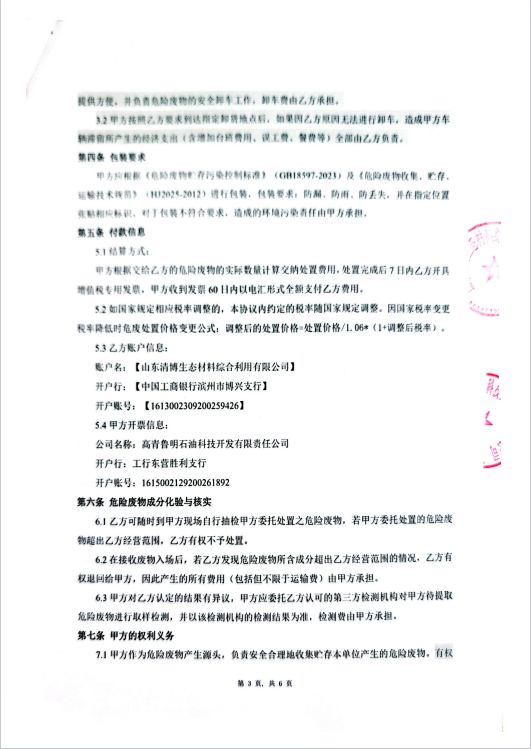 提供方便，并负责危险废物的安全卸车工作，卸车费由乙方承担。
3.2 甲方按照乙方要求到达指定卸货地点后，如果因乙方原因无法进行卸车，造成甲方车
辆滞留所产生的经济支出（含增加台班费用、误工费、餐费等）全部由乙方负责。
第四条 包装要求
甲方应根据《危险废物贮存污染控制标准》（GB18597-2023）及《危险废物收集、贮存、
运输技术规范》（HJ2025-2012）进行包装，包装要求：防漏、防雨、防丢失，并在指定位置
张贴相应标识，对于包装不符合要求，造成的环境污染责任由甲方承担。
第五条 付款信息
5.1 结算方式：
甲方根据交给乙方的危险废物的实际数量计算交纳处置费用，处置完成后 7 日内乙方开具
增值税专用发票，甲方收到发票 60 日内以电汇形式全额支付乙方费用。
5.2 如国家规定相应税率调整的，本协议内约定的税率随国家规定调整。因国家税率变更
税率降低时危废处置价格变更公式：调整后的处置价格=处置价格/1.06*（1+调整后税率）。
5.3 乙方账户信息：
账户名：【山东清博生态材料综合利用有限公司】
开户行：【中国工商银行滨州市博兴支行】
开户账号：【1613002309200259426】
5.4 甲方开票信息：
公司名称：高青鲁明石油科技开发有限责任公司
开户行：工行东营胜利支行
开户账号：1615002129200261892
第六条 危险废物成分化验与核实
6.1 乙方可随时到甲方现场自行抽检甲方委托处置之危险废物，若甲方委托处置的危险废
物超出乙方经营范围，乙方有权不予处置。
6.2 在接收废物入场后，若乙方发现危险废物所含成分超出乙方经营范围的情况，乙方有
权退回给甲方，因此产生的所有费用（包括但不限于运输费）由甲方承担。
6.3 甲方对乙方认定的结果有异议，甲方应委托乙方认可的第三方检测机构对甲方待提取
危险废物进行取样检测，并以该检测机构的检测结果为准，检测费由甲方承担。
第七条 甲方的权利义务
7.1 甲方作为危险废物产生源头，负责安全合理地收集贮存本单位产生的危险废物，有权
第 3 页，共 6 页